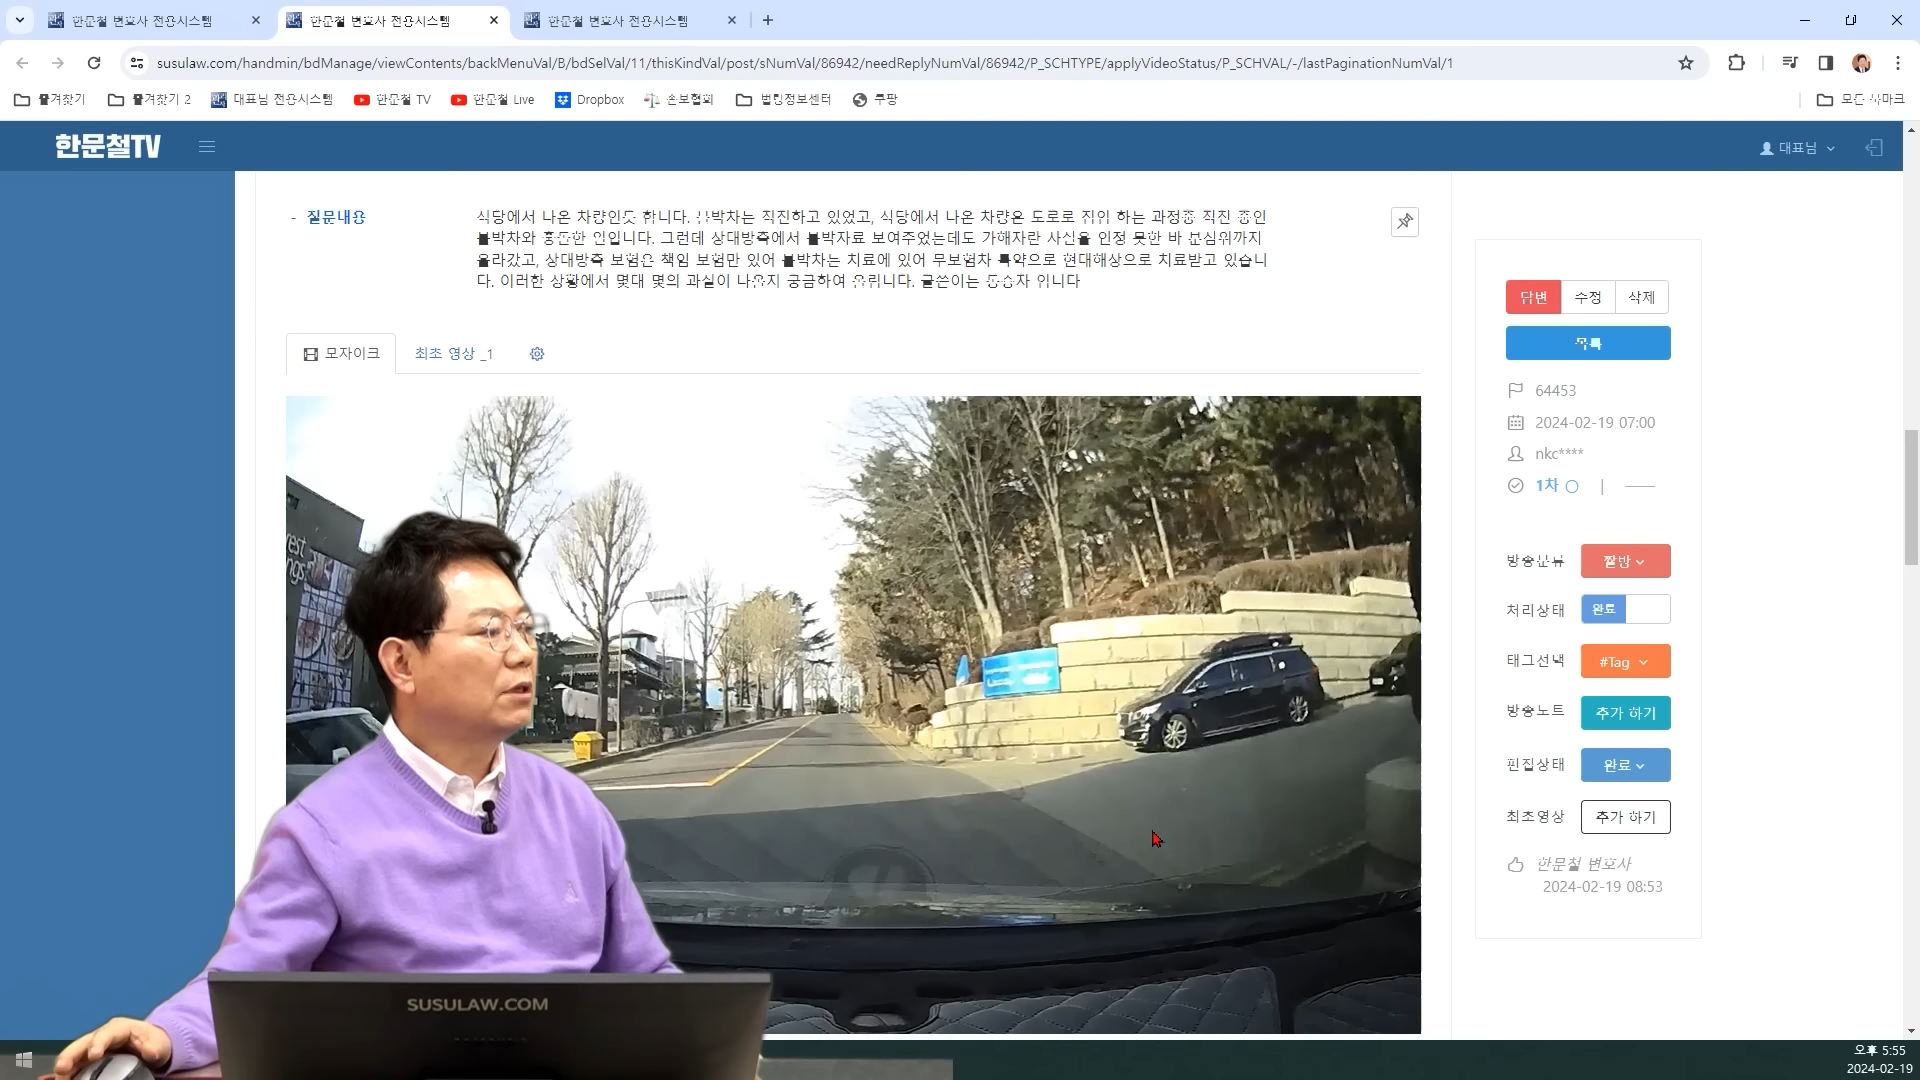 한문철 변호사 전용시스템
한문철 변호사 전용시스템
한문철 변호사 전용시스템
susulaw.com/handmin/bdManage/viewContents/backMenuVal/B/bdSelVal/11/thisKindVal/post/sNumVal/86942/needReplyNumVal/86942/P_SCHTYPE/applyVideoStatus/P_SCHVAL/-/lastPaginationNumVal/1
즐겨찾기
즐겨찾기 2
대표님 전용시스템
한문철 TV
한문철 Live
Dropbox
손보협회
법률정보센터
쿠팡
모든 북마크
한문철TV
대표님
- 질문내용
식당에서 나온 차량인듯 합니다. 블박차는 직진하고 있었고, 식당에서 나온 차량은 도로로 진입 하는 과정중 직진 중인
블박차와 충돌한 일입니다. 그런데 상대방측에서 블박자료 보여주었는데도 가해자란 사실을 인정 못한 바 분심위까지
올라갔고, 상대방측 보험은 책임 보험만 있어 블박차는 치료에 있어 무보험차 특약으로 현대해상으로 치료받고 있습니
다. 이러한 상황에서 몇대 몇의 과실이 나올지 궁금하여 올립니다. 글쓴이는 동승자 입니다
답변
수정
삭제
목록
모자이크
최초 영상 _1
64453
2024-02-19 07:00
nkc****
1차
방송분류
짤방
처리상태
완료
태그선택
#Tag
방송노트
추가 하기
편집상태
완료
최초영상
추가 하기
한문철 변호사
2024-02-19 08:53
SUSULAW.COM
오후 5:55
2024-02-19